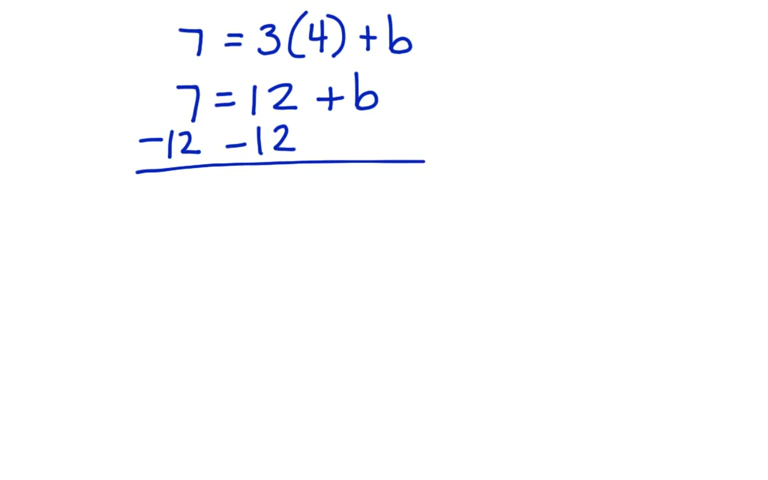 7 = 3(4) + b
7 = 12 + b
-12 -12